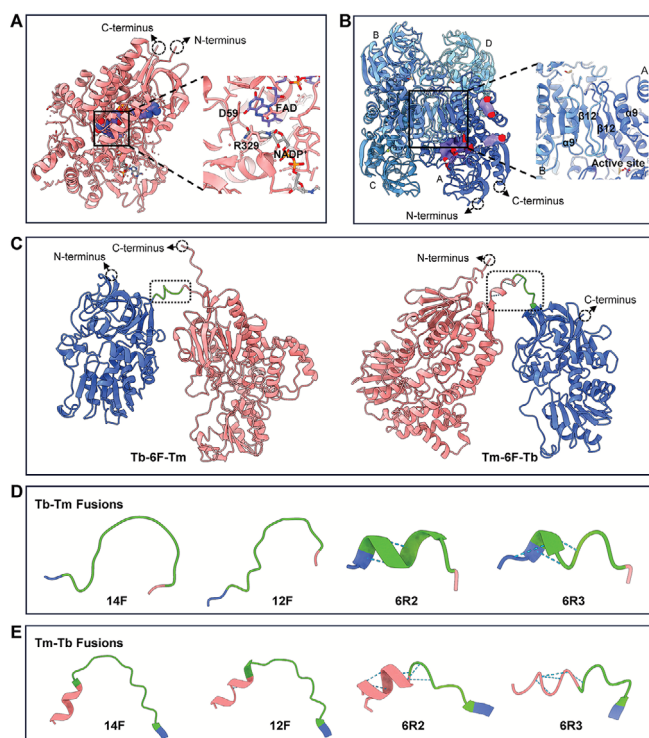 A
C-terminus
N-terminus
D59
FAD
R329
NADP+
B
B
D
C
A
N-terminus
C-terminus
A
β12
α9
β12
α9
Active site
B
C
N-terminus
C-terminus
Tb-6F-Tm
N-terminus
C-terminus
Tm-6F-Tb
D
Tb-Tm Fusions
14F
12F
6R2
6R3
E
Tm-Tb Fusions
14F
12F
6R2
6R3